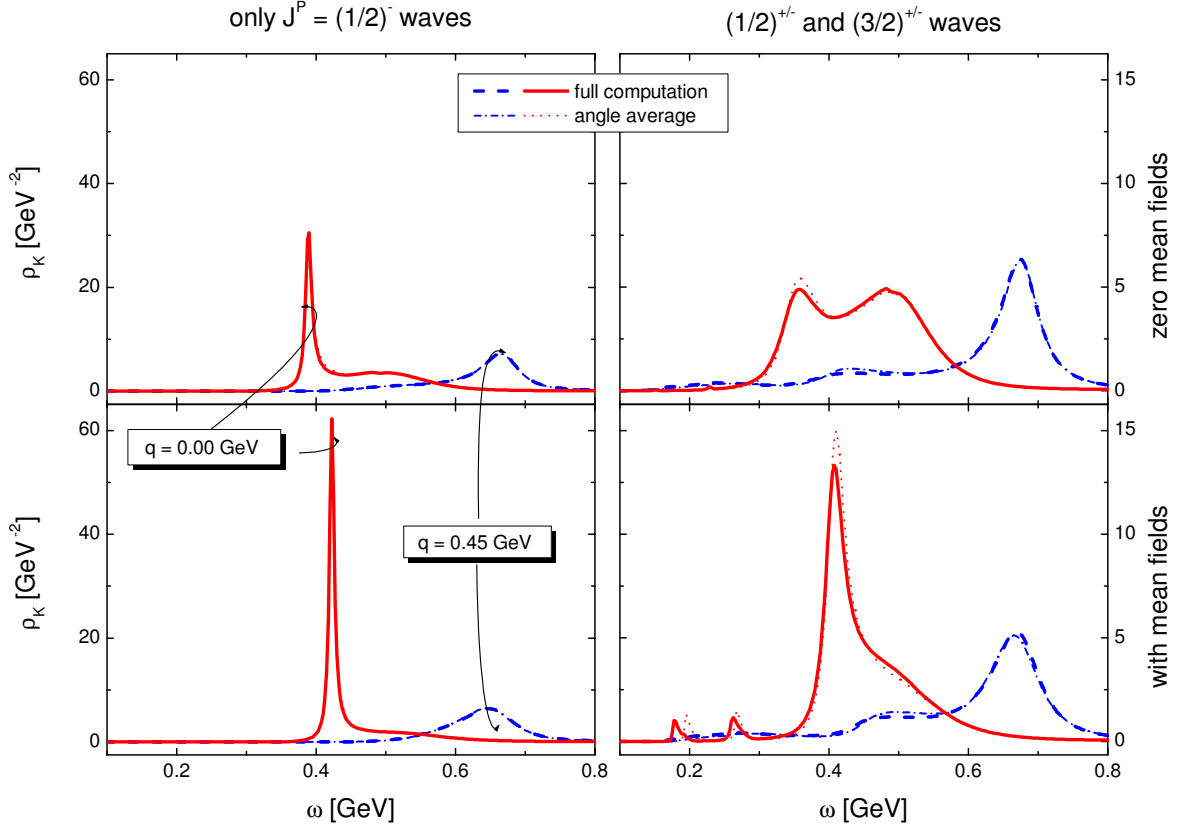 only J^P = (1/2)^- waves
(1/2)^+/- and (3/2)^+/- waves
full computation
angle average
60
40
20
0
ρ_K [GeV^-2]
15
10
5
0
zero mean fields
q = 0.00 GeV
q = 0.45 GeV
60
40
20
0
ρ_K [GeV^-2]
15
10
5
0
with mean fields
0.2 0.4 0.6 0.8
0.2 0.4 0.6 0.8
ω [GeV]
ω [GeV]